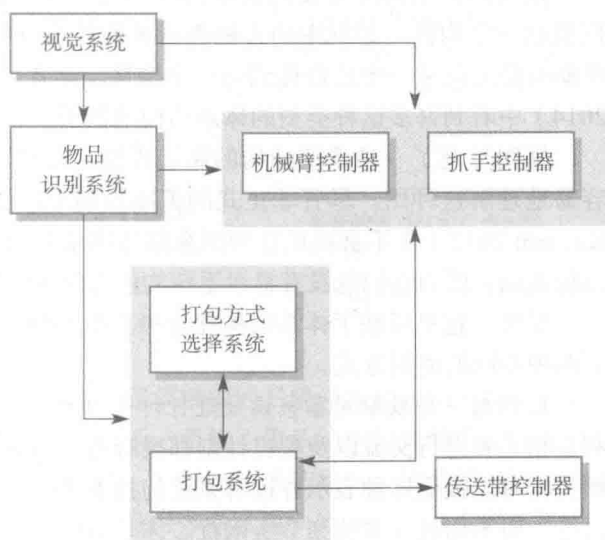 视觉系统
物品
识别系统
机械臂控制器
抓手控制器
打包方式
选择系统
打包系统
传送带控制器